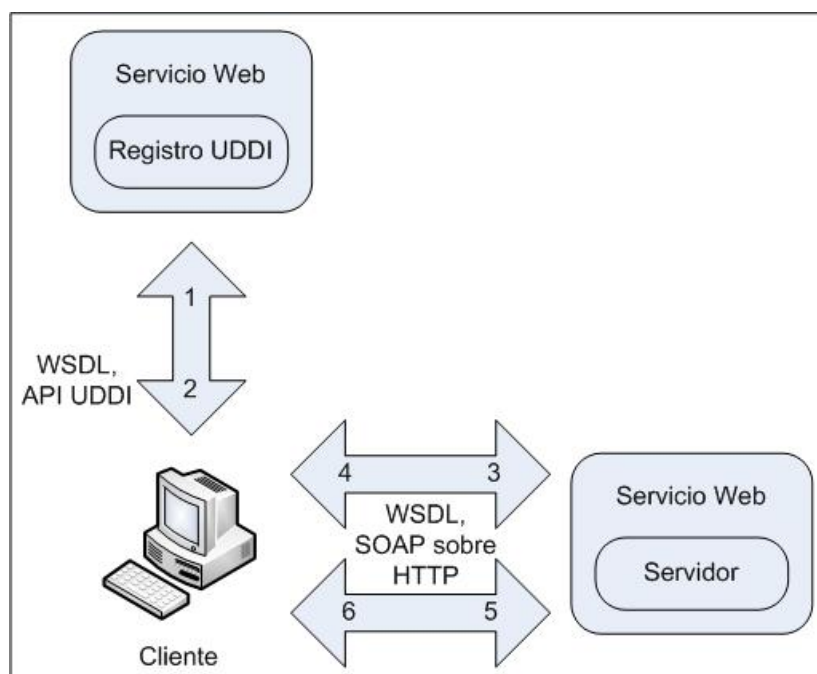 Servicio Web
Registro UDDI
1
WSDL,
API UDDI
2
4
3
WSDL,
SOAP sobre
HTTP
6
5
Servicio Web
Servidor
Cliente